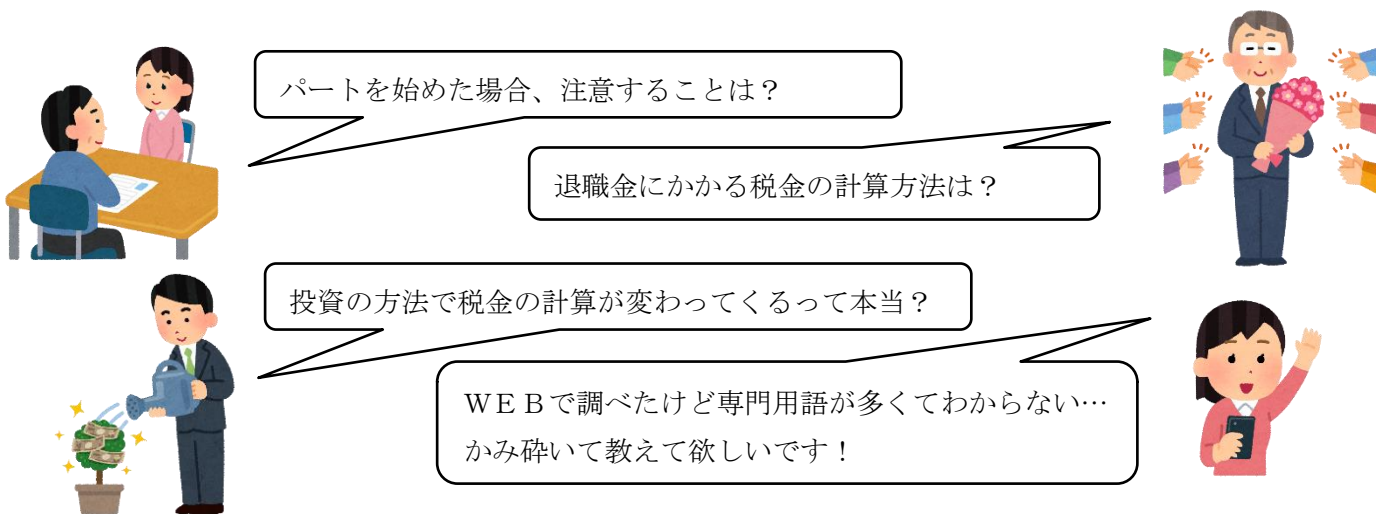 パートを始めた場合、注意することは？
退職金にかかる税金の計算方法は？
投資の方法で税金の計算が変わってくるって本当？
ＷＥＢで調べたけど専門用語が多くてわからない…
かみ砕いて教えて欲しいです！